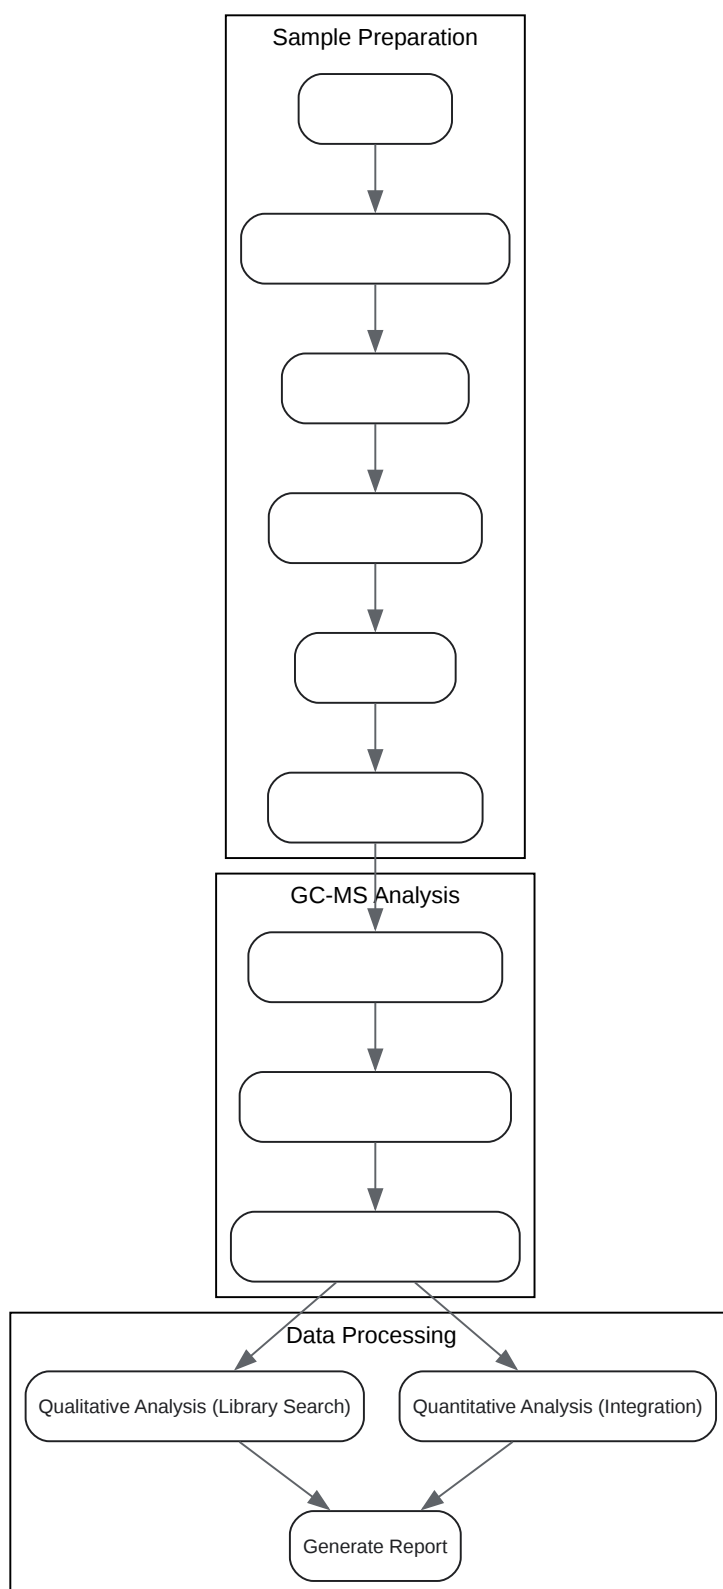 Sample Preparation
GC-MS Analysis
Data Processing
Qualitative Analysis (Library Search)
Quantitative Analysis (Integration)
Generate Report